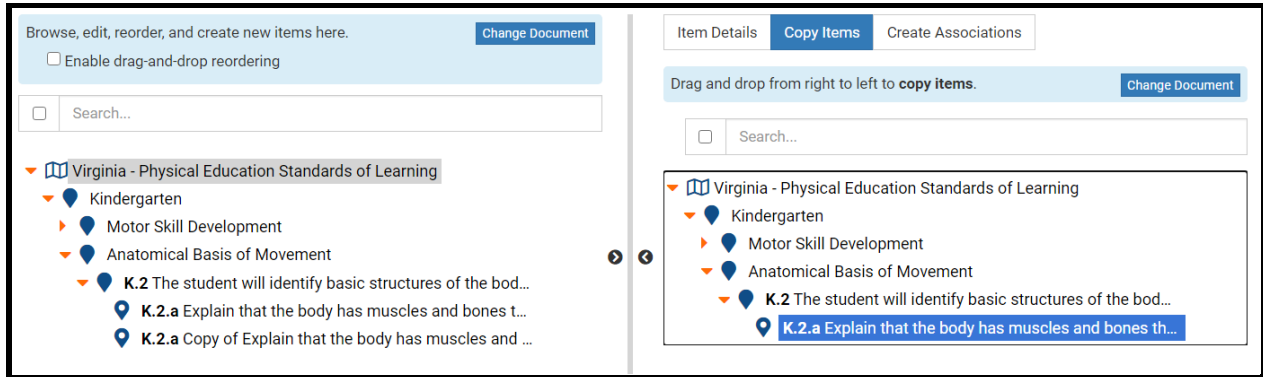 Browse, edit, reorder, and create new items here.
Change Document
Enable drag-and-drop reordering
Search...
Virginia - Physical Education Standards of Learning
Kindergarten
Motor Skill Development
Anatomical Basis of Movement
K.2 The student will identify basic structures of the bod...
K.2.a Explain that the body has muscles and bones t...
K.2.a Copy of Explain that the body has muscles and ...
Item Details
Copy Items
Create Associations
Drag and drop from right to left to copy items.
Change Document
Search...
Virginia - Physical Education Standards of Learning
Kindergarten
Motor Skill Development
Anatomical Basis of Movement
K.2 The student will identify basic structures of the bod...
K.2.a Explain that the body has muscles and bones th...